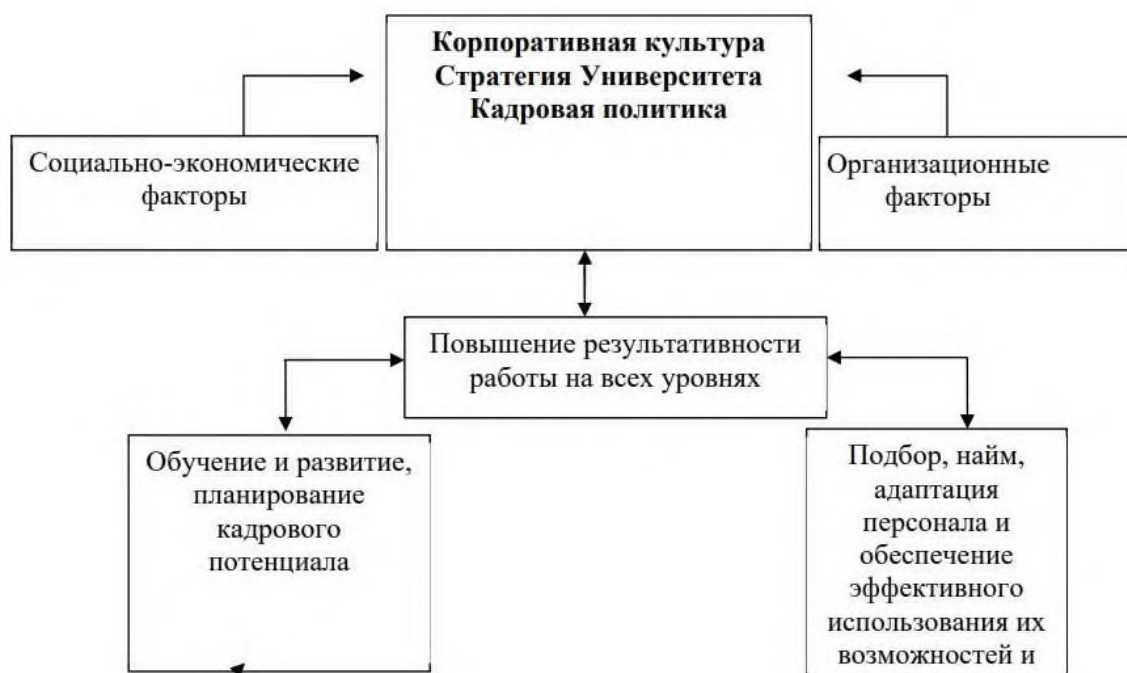 Корпоративная культура
Стратегия Университета
Кадровая политика
Социально-экономические
факторы
Организационные
факторы
Повышение результативности
работы на всех уровнях
Обучение и развитие,
планирование
кадрового
потенциала
Подбор, найм,
адаптация
персонала и
обеспечение
эффективного
использования их
возможностей и